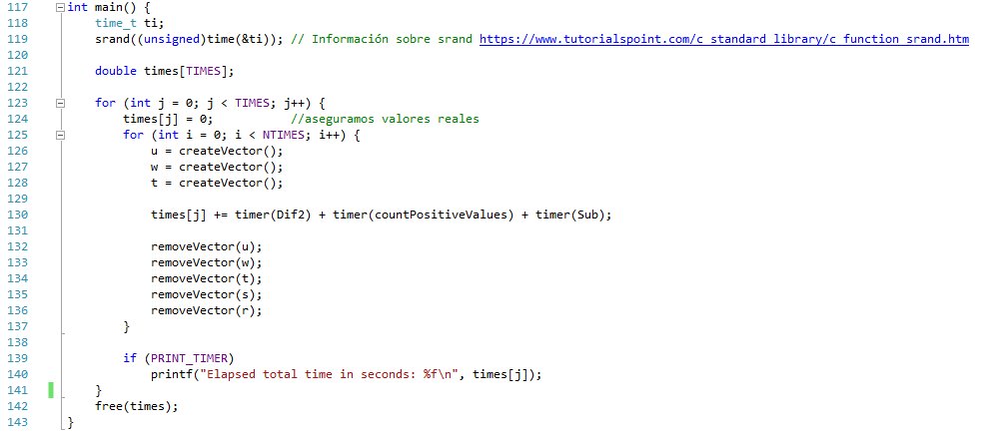 117 int main() {
118 time_t ti;
119 srand((unsigned)time(&ti)); // Información sobre srand https://www.tutorialspoint.com/c_standard_library/c_function_srand.htm
120
121 double times[TIMES];
122
123 for (int j = 0; j < TIMES; j++) {
124 times[j] = 0; //aseguramos valores reales
125 for (int i = 0; i < NTIMES; i++) {
126 u = createVector();
127 w = createVector();
128 t = createVector();
129
130 times[j] += timer(Dif2) + timer(countPositiveValues) + timer(Sub);
131
132 removeVector(u);
133 removeVector(w);
134 removeVector(t);
135 removeVector(s);
136 removeVector(r);
137 }
138
139 if (PRINT_TIMER)
140 printf("Elapsed total time in seconds: %f\n", times[j]);
141 }
142 free(times);
143 }